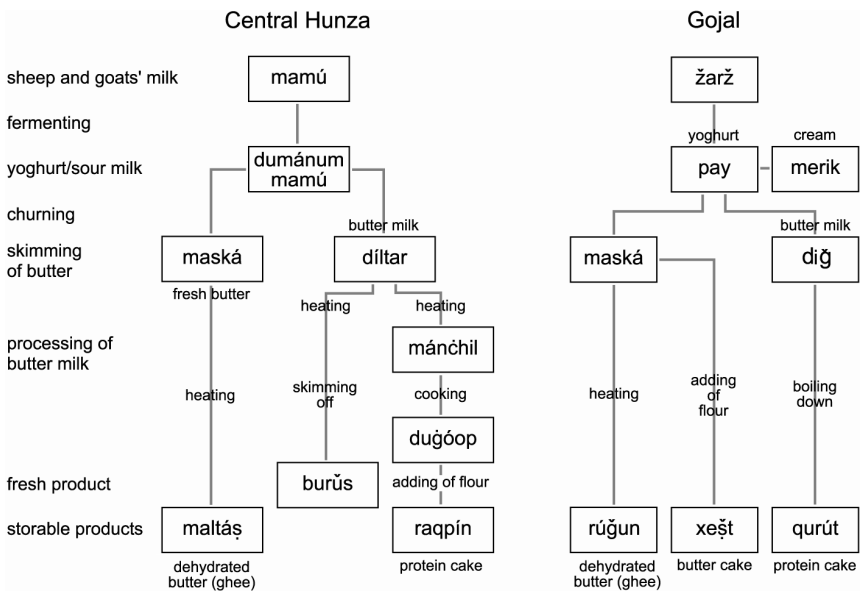 Central Hunza
Gojal
sheep and goats' milk
mamú
žarž
fermenting
yoghurt
cream
yoghurt/sour milk
dumánum
mamú
pay
merik
churning
butter milk
butter milk
skimming
of butter
maská
díltar
maská
diğ
fresh butter
heating
heating
processing of
butter milk
mánċhil
heating
skimming
off
cooking
heating
adding
of
flour
boiling
down
duġóop
fresh product
burǔs
adding of flour
storable products
maltáṣ
raqpín
rúğun
xeṣ̌t
qurút
dehydrated
butter (ghee)
protein cake
dehydrated
butter (ghee)
butter cake
protein cake